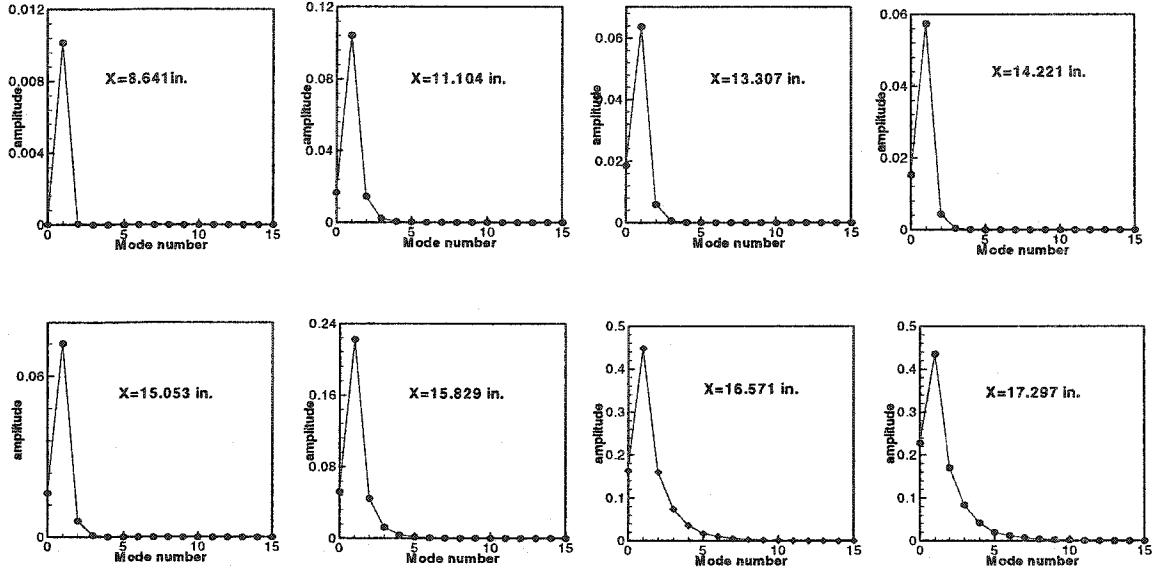 0.012
0.008
0.004
0
amplitude
X=8.641in.
0 5 10 15
Mode number
0.12
0.08
0.04
0
amplitude
X=11.104 in.
0 5 10 15
Mode number
0.06
0.04
0.02
0
amplitude
X=13.307 in.
0 5 10 15
Mode number
0.06
0.04
0.02
0
amplitude
X=14.221 in.
0 5 10 15
Mode number
0.06
0
amplitude
X=15.053 in.
0 5 10 15
Mode number
0.24
0.16
0.08
0
amplitude
X=15.829 in.
0 5 10 15
Mode number
0.5
0.4
0.3
0.2
0.1
0
amplitude
X=16.571 in.
0 5 10 15
Mode number
0.5
0.4
0.3
0.2
0.1
0
amplitude
X=17.297 in.
0 5 10 15
Mode number